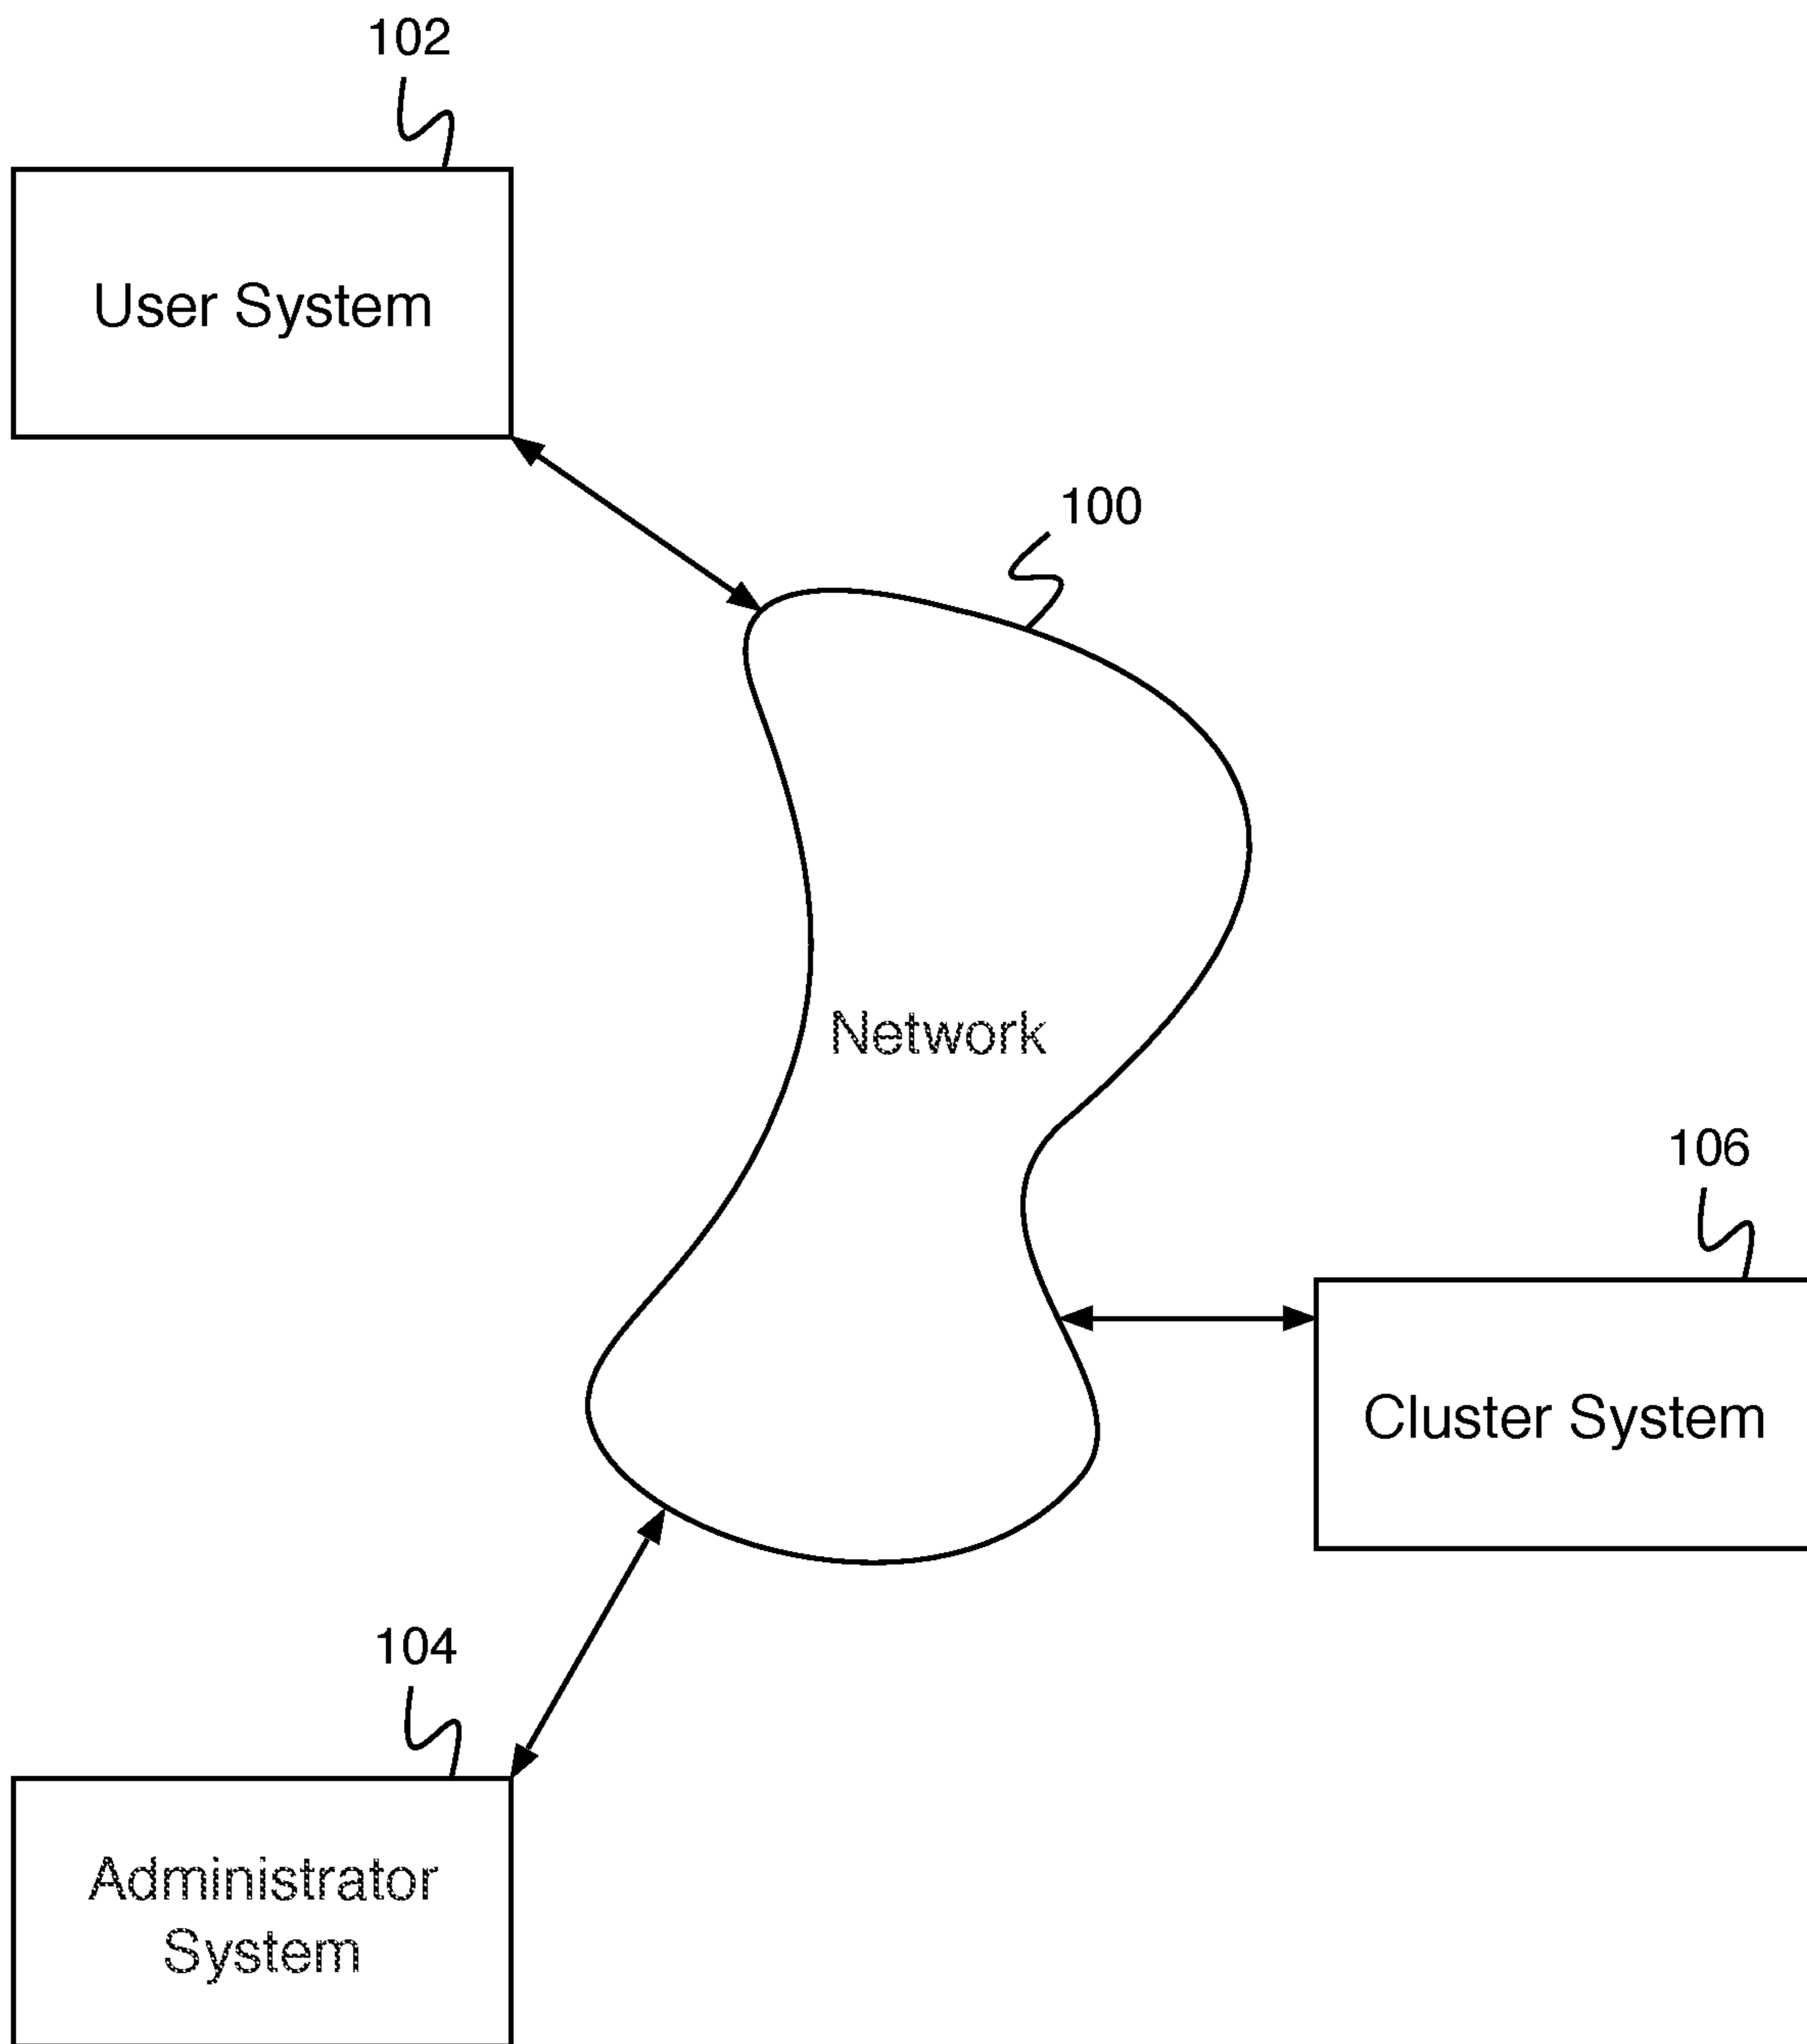 102
User System
100
Network
106
Cluster System
104
Administrator
System